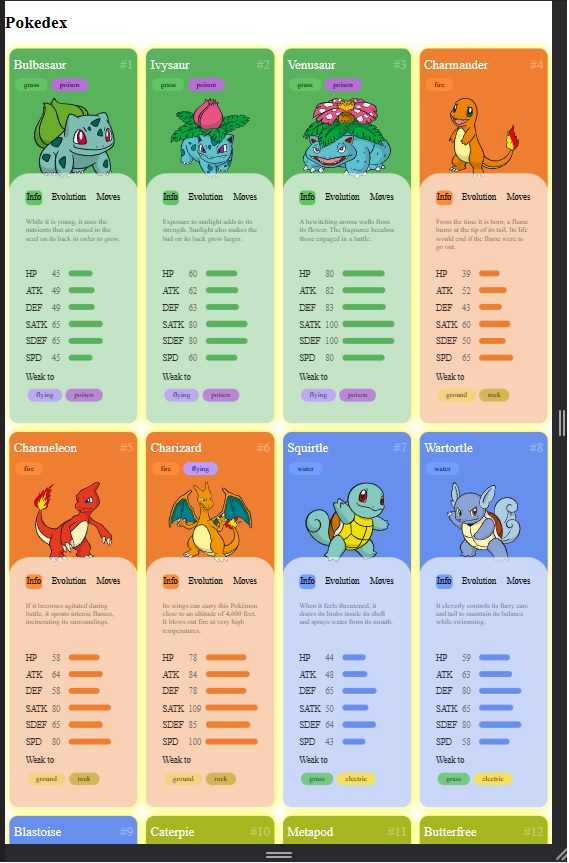 Pokedex
Bulbasaur #1
grass poison
Info Evolution Moves
While it is young, it uses the
nutrients that are stored in the
seed on its back in order to grow.
HP 45
ATK 49
DEF 49
SATK 65
SDEF 65
SPD 45
Weak to
flying poison
Ivysaur #2
grass poison
Info Evolution Moves
Exposure to sunlight adds to its
strength. Sunlight also makes the
bud on its back grow larger.
HP 60
ATK 62
DEF 63
SATK 80
SDEF 80
SPD 60
Weak to
flying poison
Venusaur #3
grass poison
Info Evolution Moves
A bewitching aroma wafts from
its flower. The fragrance becalms
those engaged in a battle.
HP 80
ATK 82
DEF 83
SATK 100
SDEF 100
SPD 80
Weak to
flying poison
Charmander #4
fire
Info Evolution Moves
From the time it is born, a flame
burns at the tip of its tail. Its life
would end if the flame were to
go out.
HP 39
ATK 52
DEF 43
SATK 60
SDEF 50
SPD 65
Weak to
ground rock
Charmeleon #5
fire
Info Evolution Moves
If it becomes agitated during
battle, it spouts intense flames,
incinerating its surroundings.
HP 58
ATK 64
DEF 58
SATK 80
SDEF 65
SPD 80
Weak to
ground rock
Charizard #6
fire flying
Info Evolution Moves
Its wings can carry this Pokémon
close to an altitude of 4,600 feet.
It blows out fire at very high
temperatures.
HP 78
ATK 84
DEF 78
SATK 109
SDEF 85
SPD 100
Weak to
ground rock
Squirtle #7
water
Info Evolution Moves
When it feels threatened, it
draws its limbs inside its shell
and sprays water from its mouth.
HP 44
ATK 48
DEF 65
SATK 50
SDEF 64
SPD 43
Weak to
grass electric
Wartortle #8
water
Info Evolution Moves
It cleverly controls its furry ears
and tail to maintain its balance
while swimming.
HP 59
ATK 63
DEF 80
SATK 65
SDEF 80
SPD 58
Weak to
grass electric
Blastoise #9
Caterpie #10
Metapod #11
Butterfree #12